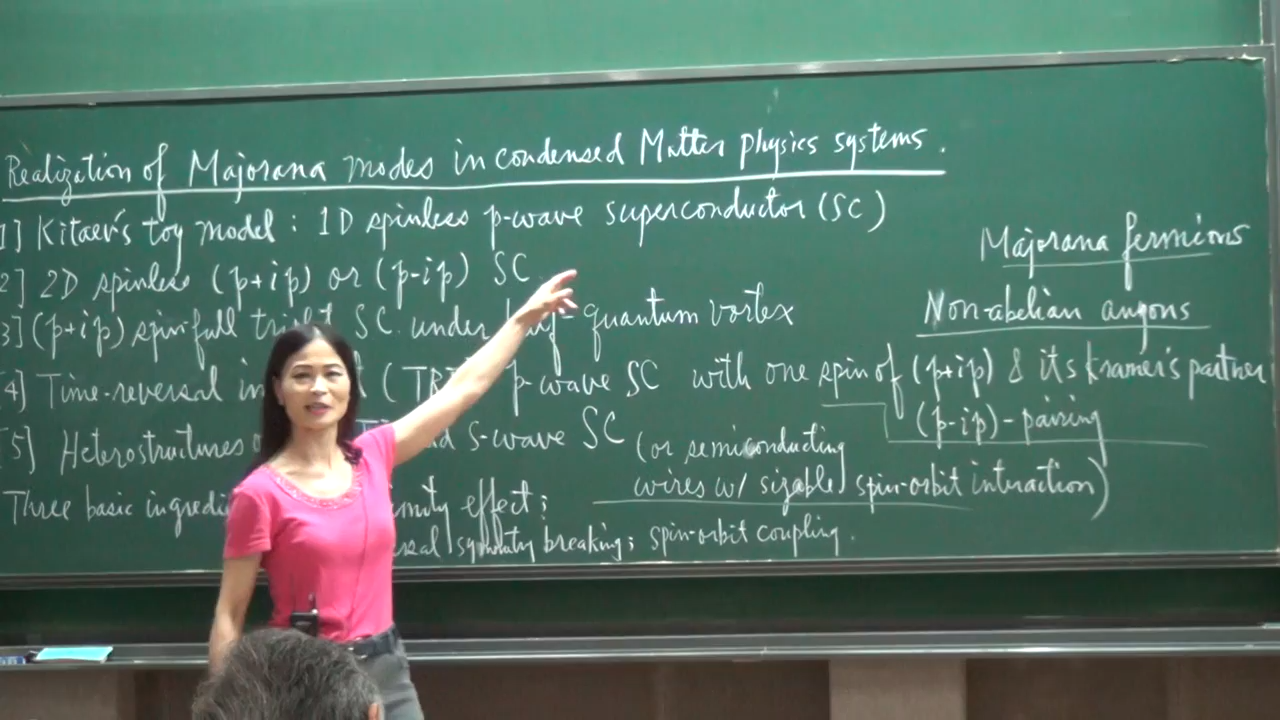 Realization of Majorana modes in condensed Matter physics systems.
1] Kitaev's toy model : 1D spinless p-wave superconductor (SC)
2] 2D spinless (p+ip) or (p-ip) SC
3] (p+ip) spinfull SC under quantum vortex
[4] Time-reversal (TRI) p-wave SC with one spin of (p+ip) & its kramer's partner
(p-ip)-pairing
[5] Heterostructures TI and S-wave SC (or semiconducting
wires w/ sizable spin-orbit interaction)
Three basic effect;
symmetry breaking; spin-orbit coupling.
Majorana fermions
Non-abelian anyons